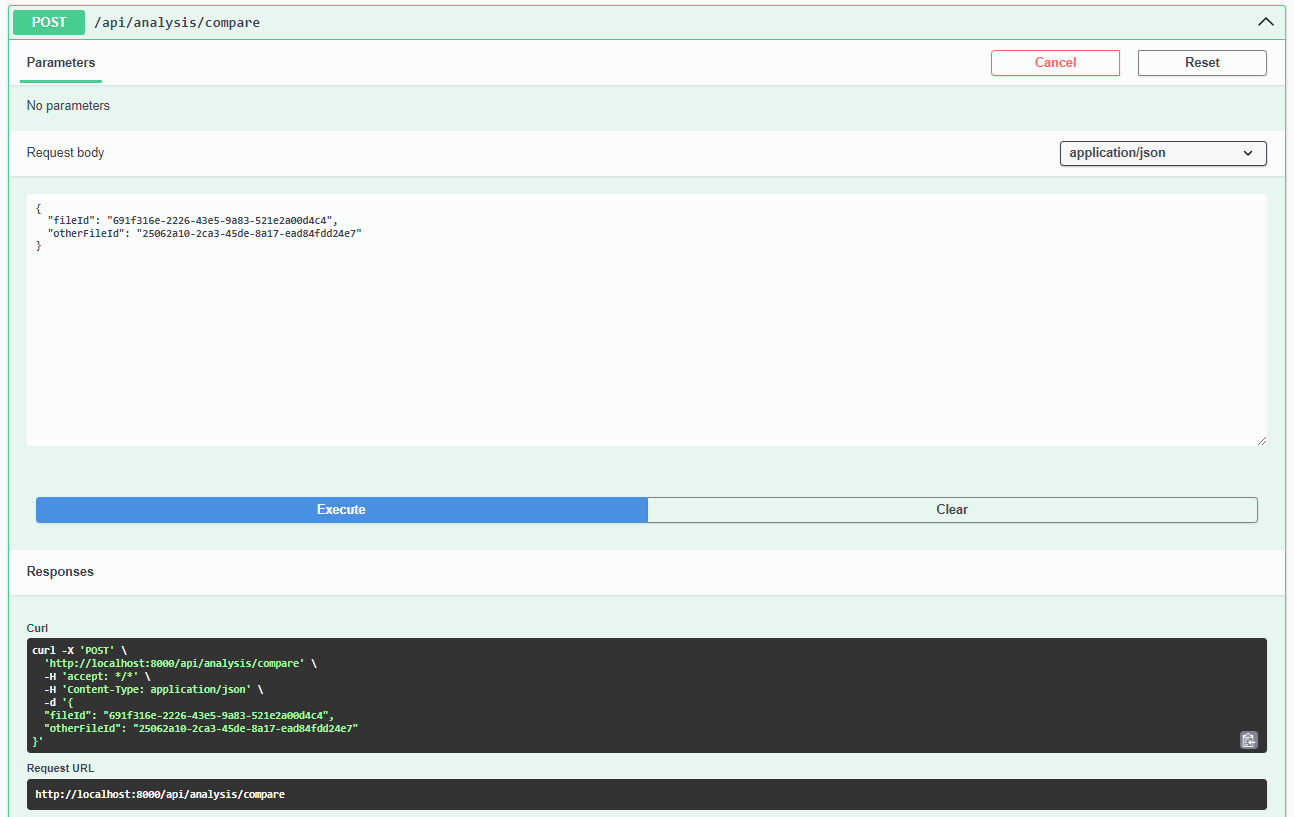 POST /api/analysis/compare
Parameters
Cancel
Reset
No parameters
Request body
application/json
{
  "fileId": "691f316e-2226-43e5-9a83-521e2a00d4c4",
  "otherFileId": "25062a10-2ca3-45de-8a17-ead84fdd24e7"
}
Execute
Clear
Responses
Curl
curl -X 'POST' \
  'http://localhost:8000/api/analysis/compare' \
  -H 'accept: */*' \
  -H 'Content-Type: application/json' \
  -d '{
  "fileId": "691f316e-2226-43e5-9a83-521e2a00d4c4",
  "otherFileId": "25062a10-2ca3-45de-8a17-ead84fdd24e7"
}'
Request URL
http://localhost:8000/api/analysis/compare